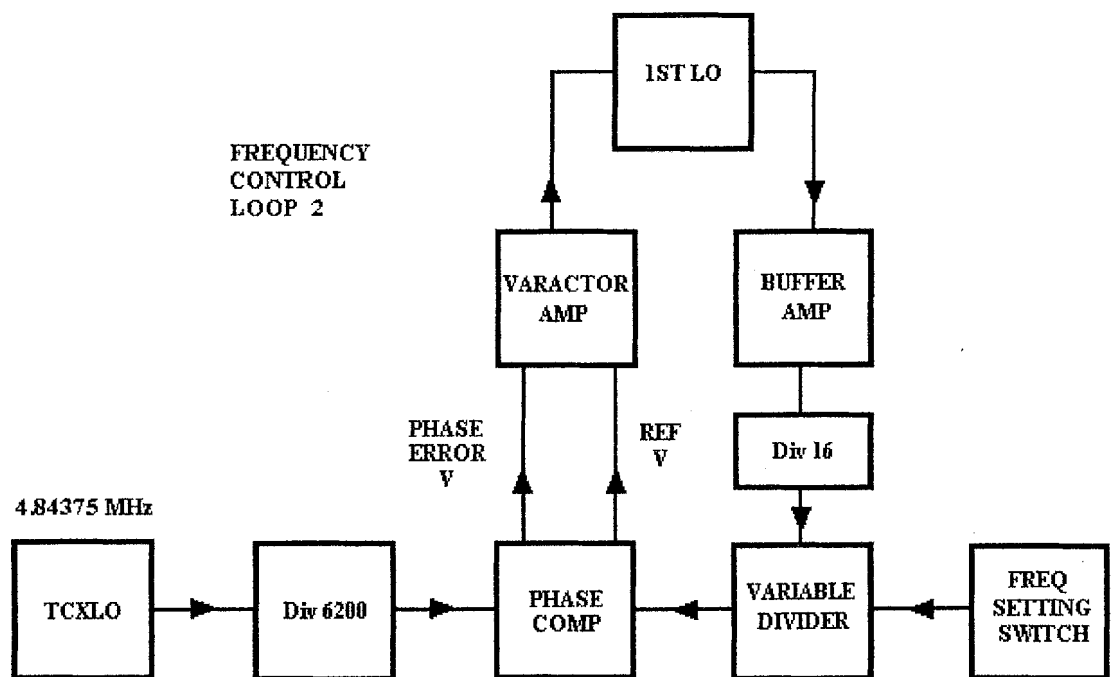 1ST LO
FREQUENCY
CONTROL
LOOP 2
VARACTOR
AMP
BUFFER
AMP
PHASE
ERROR
V
REF
V
Div 16
4.84375 MHz
TCXLO
Div 6200
PHASE
COMP
VARIABLE
DIVIDER
FREQ
SETTING
SWITCH